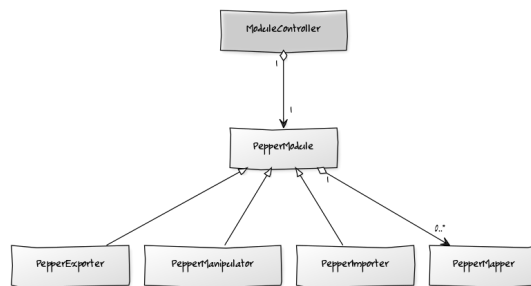 ModuleController
1
1
PepperModule
1
0..*
PepperExporter
PepperManipulator
PepperImporter
PepperMapper